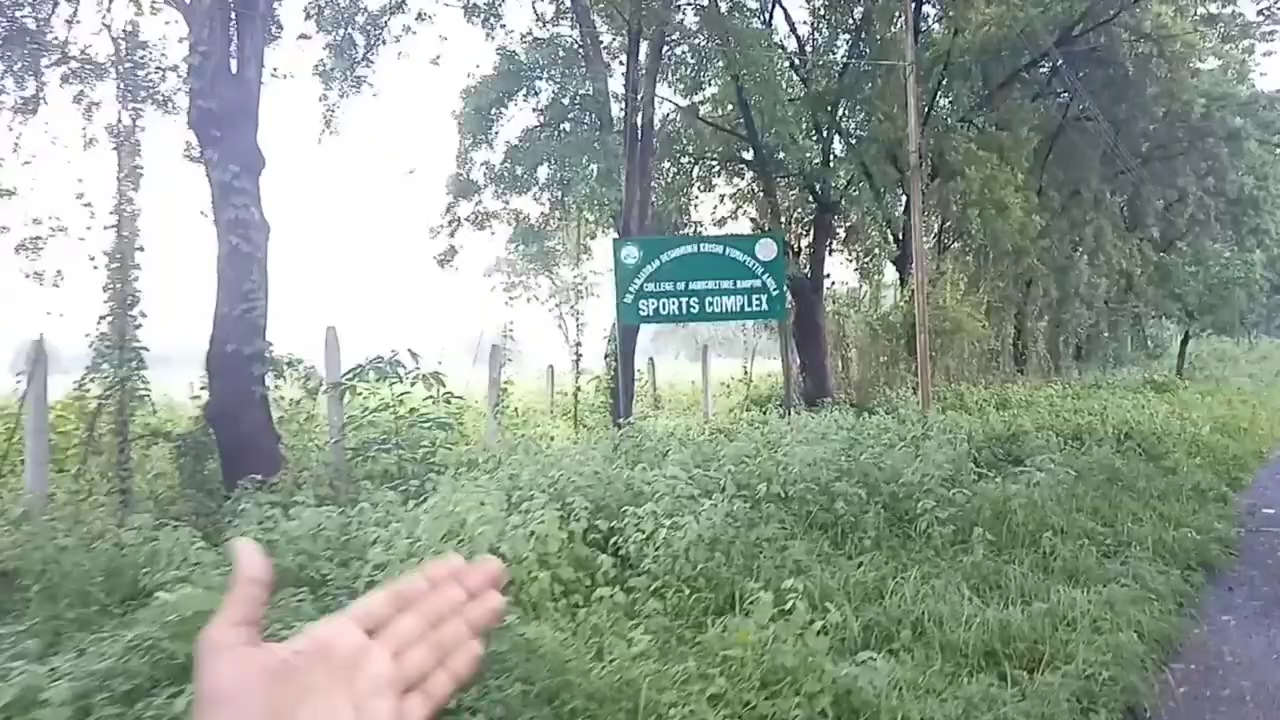 DR. PANJABRAO DESHMUKH KRISHI VIDYAPEETH, AKOLA
COLLEGE OF AGRICULTURE, NAGPUR
SPORTS COMPLEX